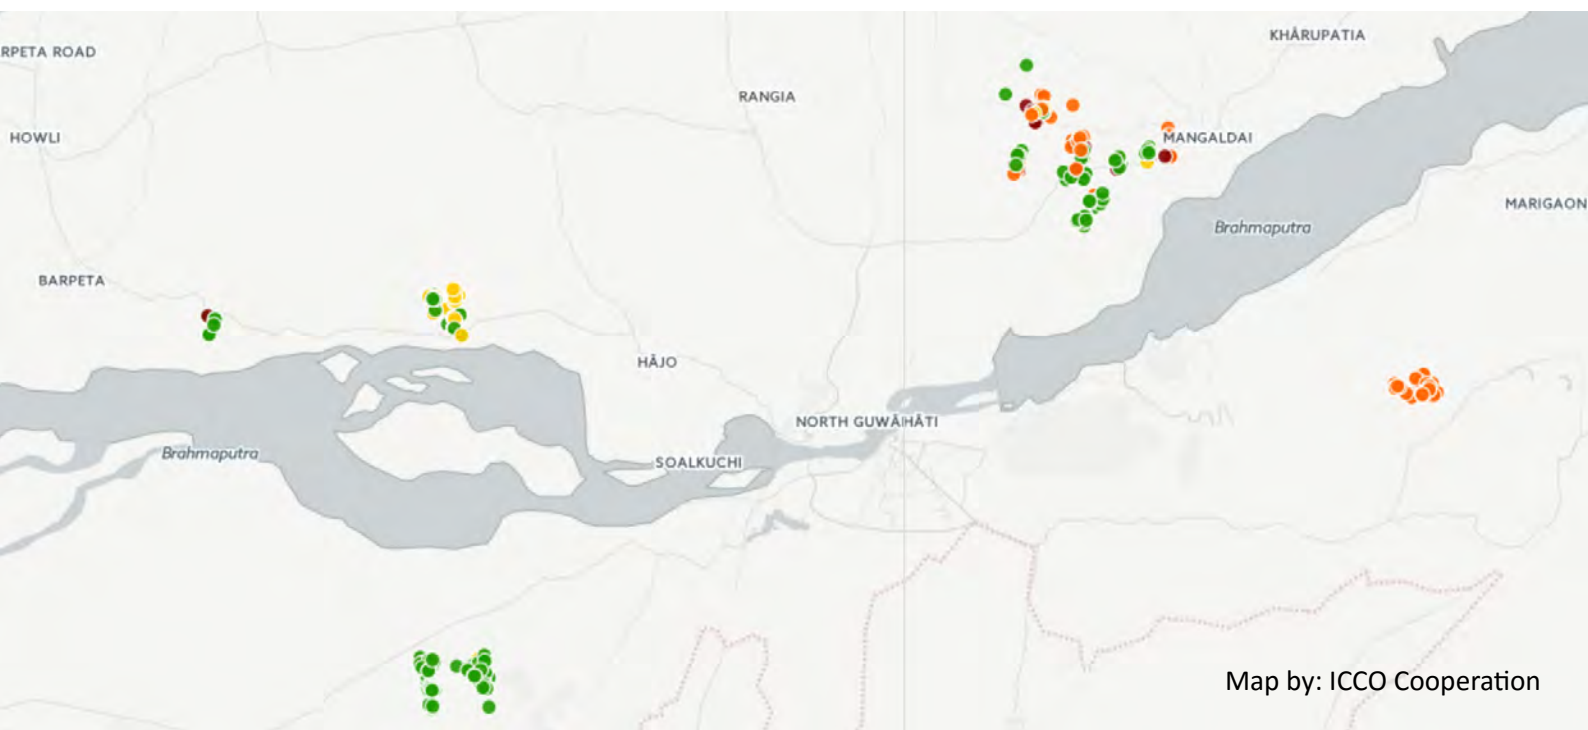 KHĀRUPATIA
RPETA ROAD
RANGIA
HOWLI
MANGALDAI
MARIGAON
Brahmaputra
BARPETA
HĀJO
NORTH GUWĀHĀTI
Brahmaputra
SOALKUCHI
Map by: ICCO Cooperation